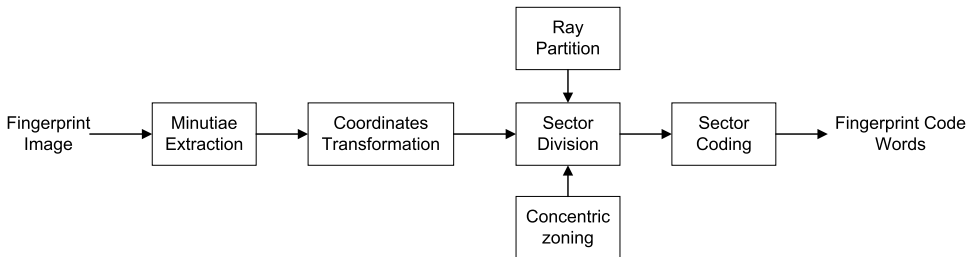 Ray
Partition
Fingerprint
Image
Minutiae
Extraction
Coordinates
Transformation
Sector
Division
Sector
Coding
Fingerprint Code
Words
Concentric
zoning